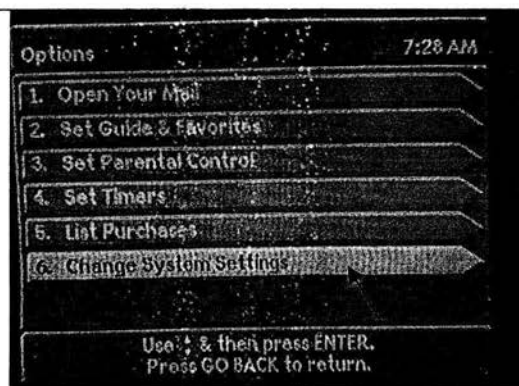 Options 7:28 AM
1. Open Your Mail
2. Set Guide & Favorites
3. Set Parental Control
4. Set Timers
5. List Purchases
6. Change System Settings
Use & then press ENTER.
Press GO BACK to return.